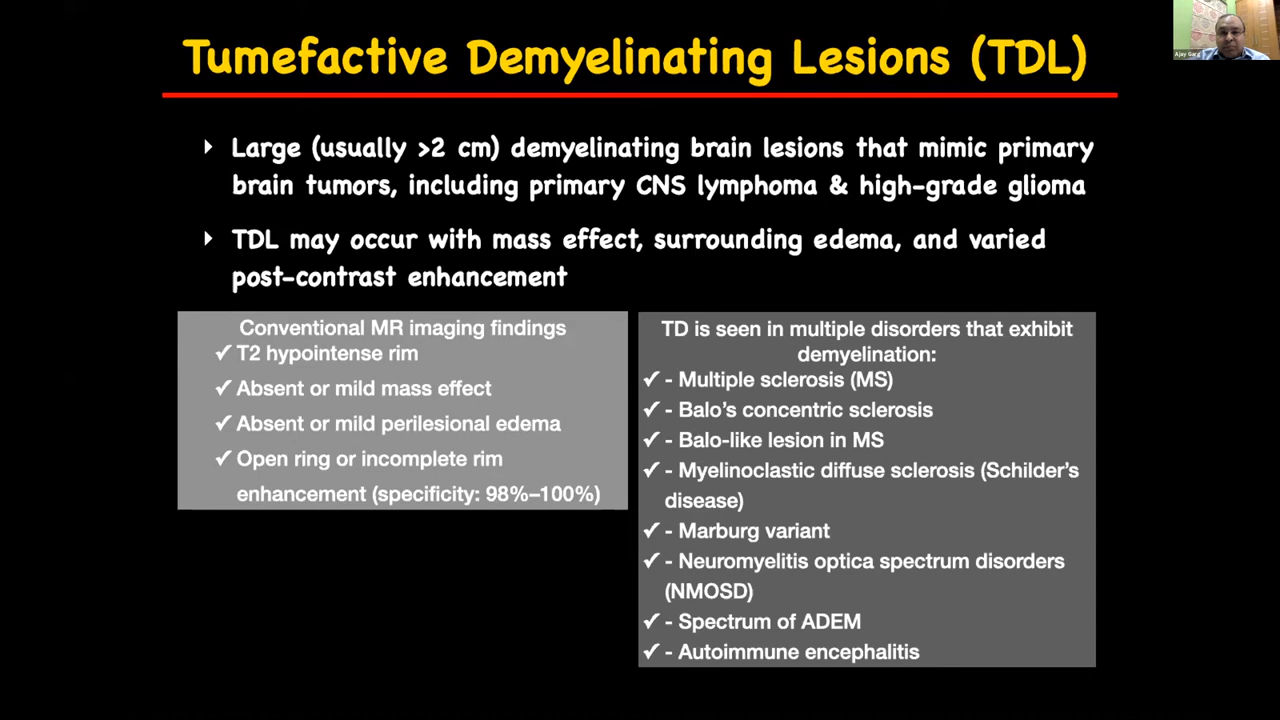 Tumefactive Demyelinating Lesions (TDL)
Ajay Garg
Large (usually >2 cm) demyelinating brain lesions that mimic primary
brain tumors, including primary CNS lymphoma & high-grade glioma
TDL may occur with mass effect, surrounding edema, and varied
post-contrast enhancement
Conventional MR imaging findings
✓ T2 hypointense rim
✓ Absent or mild mass effect
✓ Absent or mild perilesional edema
✓ Open ring or incomplete rim
enhancement (specificity: 98%–100%)
TD is seen in multiple disorders that exhibit
demyelination:
✓ - Multiple sclerosis (MS)
✓ - Balo’s concentric sclerosis
✓ - Balo-like lesion in MS
✓ - Myelinoclastic diffuse sclerosis (Schilder’s
disease)
✓ - Marburg variant
✓ - Neuromyelitis optica spectrum disorders
(NMOSD)
✓ - Spectrum of ADEM
✓ - Autoimmune encephalitis